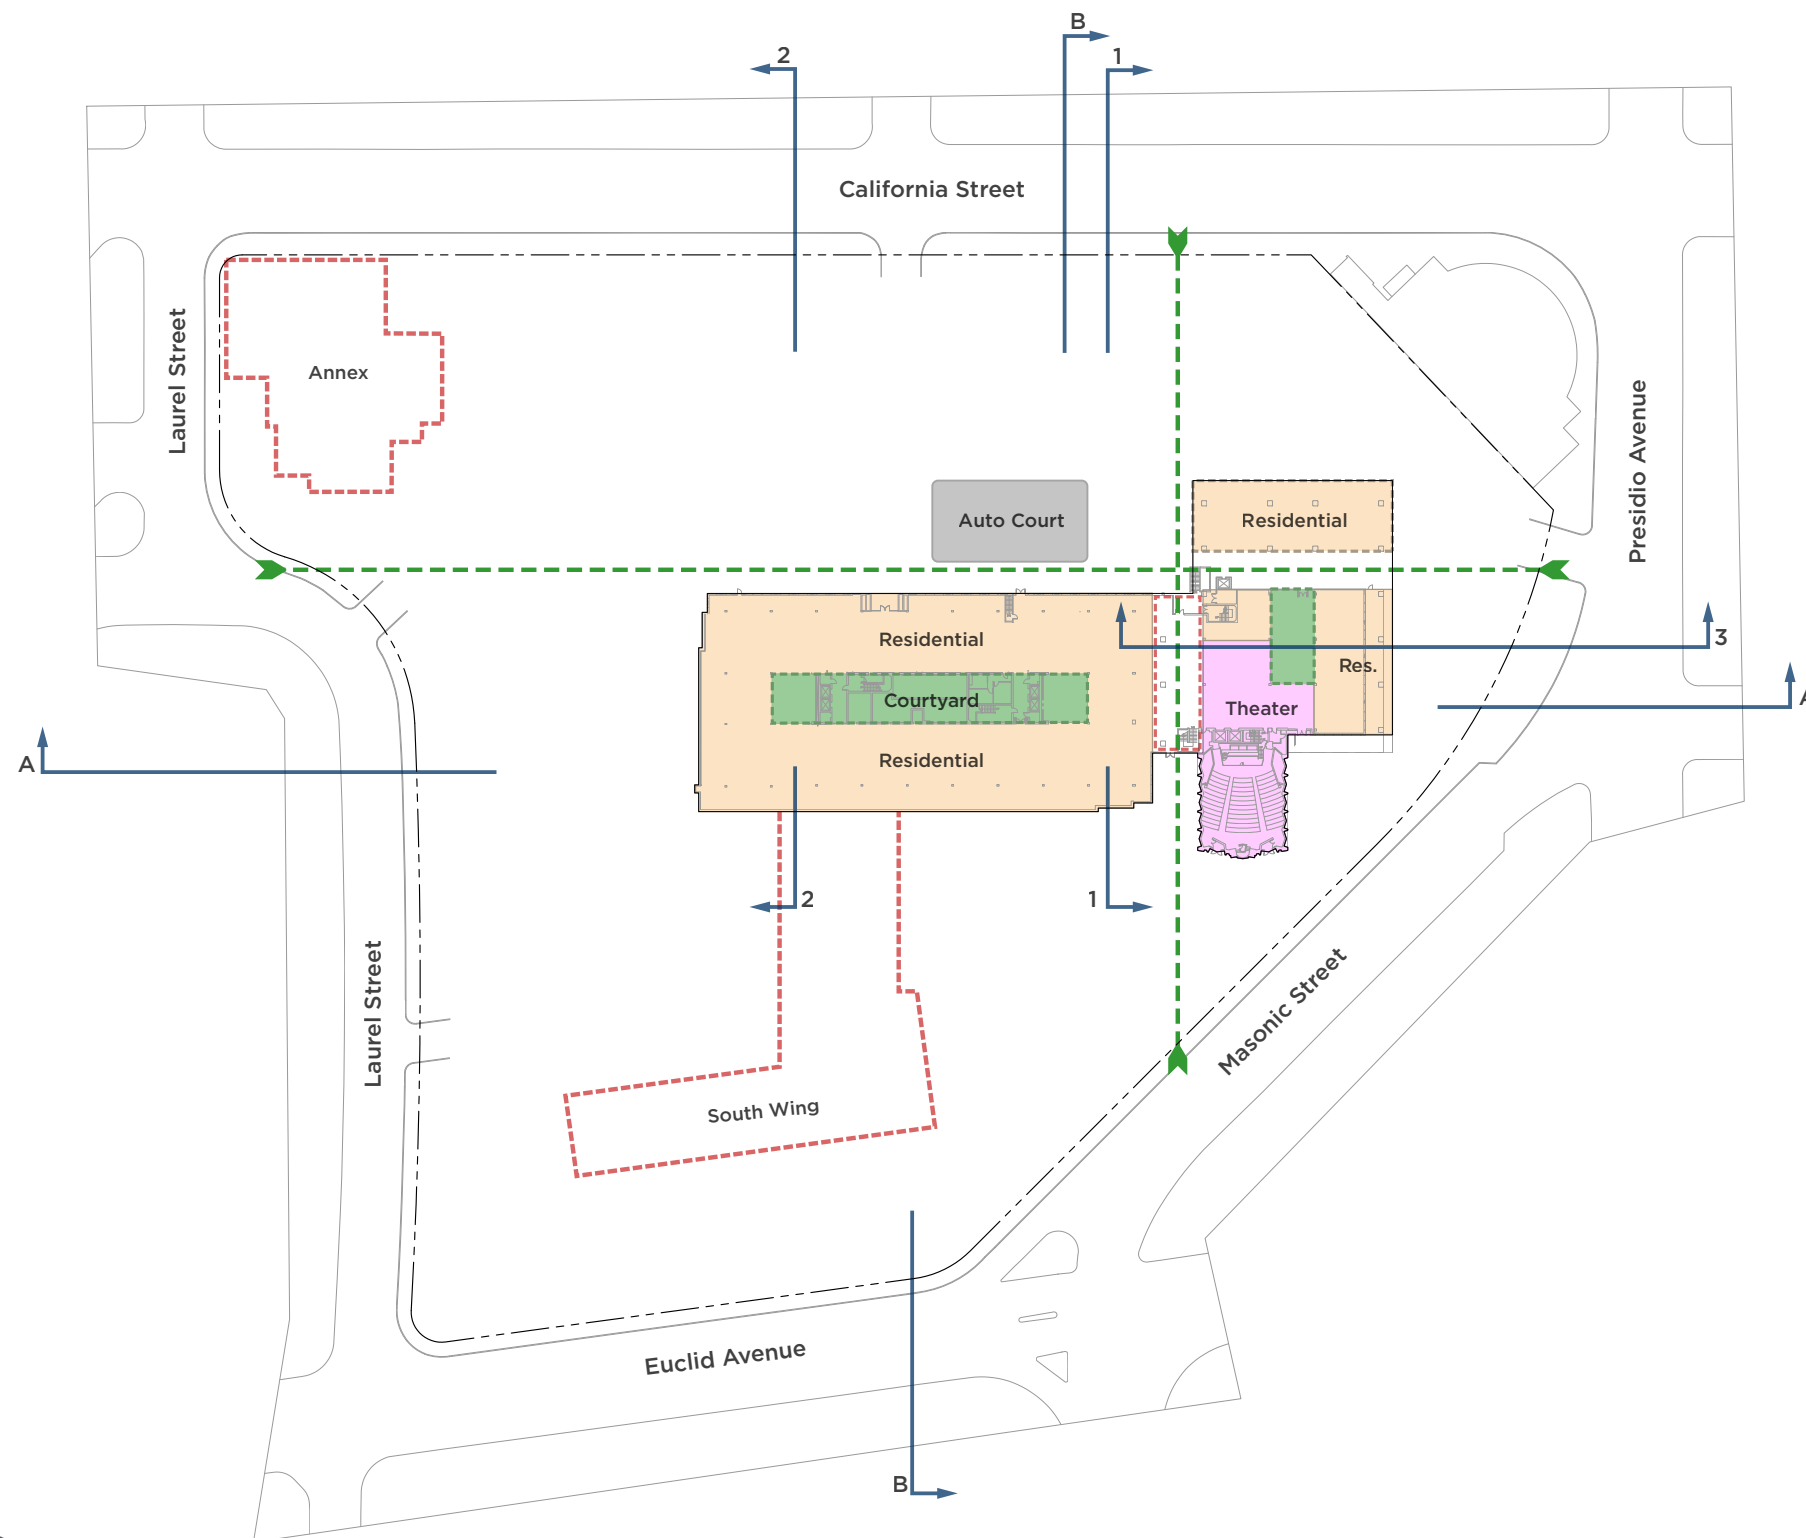 B
2
1
California Street
Laurel Street
Annex
Presidio Avenue
Auto Court
Residential
Residential
3
Res.
Courtyard
Theater
A
Residential
A
2
1
Laurel Street
Masonic Street
South Wing
Euclid Avenue
B